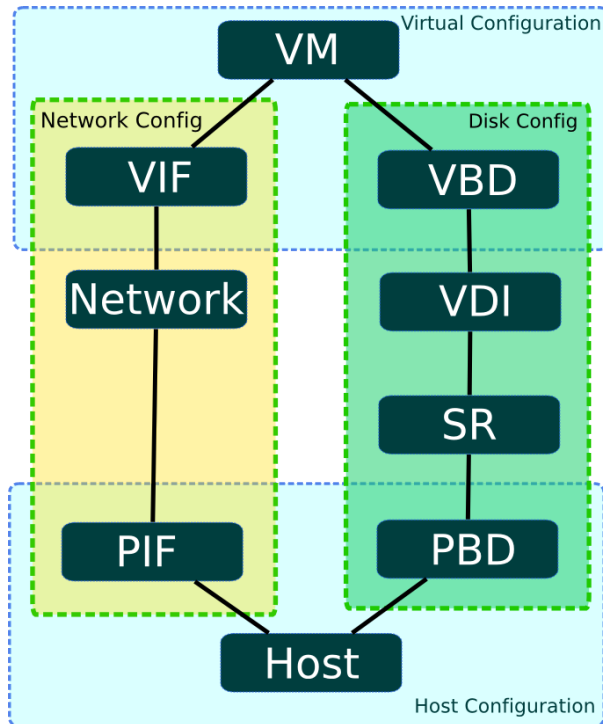 Virtual Configuration
VM
Network Config
Disk Config
VIF
VBD
Network
VDI
SR
PIF
PBD
Host
Host Configuration